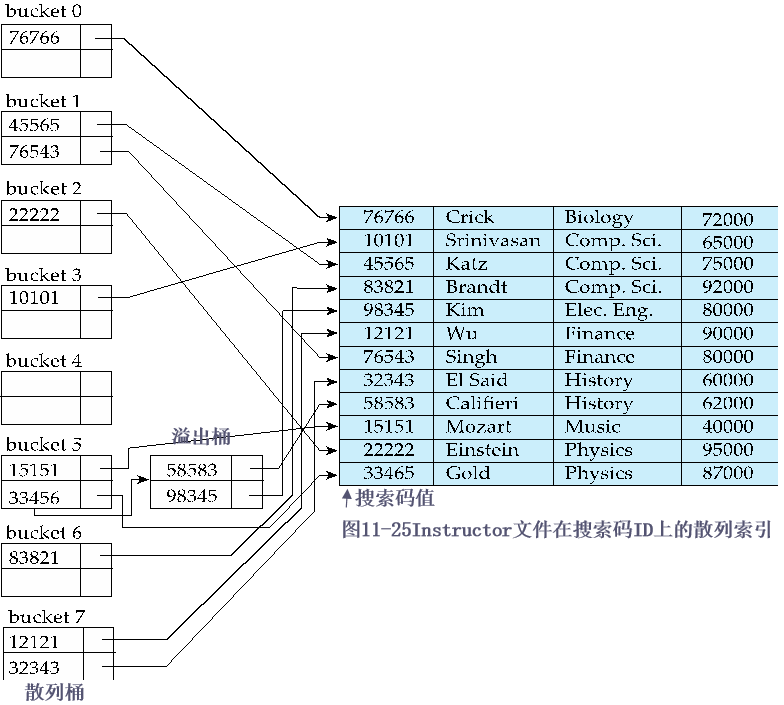 bucket 0
76766
bucket 1
45565
76543
bucket 2
22222
bucket 3
10101
bucket 4
bucket 5
15151
33456
溢出桶
58583
98345
bucket 6
83821
bucket 7
12121
32343
散列桶
76766 Crick Biology 72000
10101 Srinivasan Comp. Sci. 65000
45565 Katz Comp. Sci. 75000
83821 Brandt Comp. Sci. 92000
98345 Kim Elec. Eng. 80000
12121 Wu Finance 90000
76543 Singh Finance 80000
32343 El Said History 60000
58583 Califieri History 62000
15151 Mozart Music 40000
22222 Einstein Physics 95000
33465 Gold Physics 87000
搜索码值
图11-25Instructor文件在搜索码ID上的散列索引